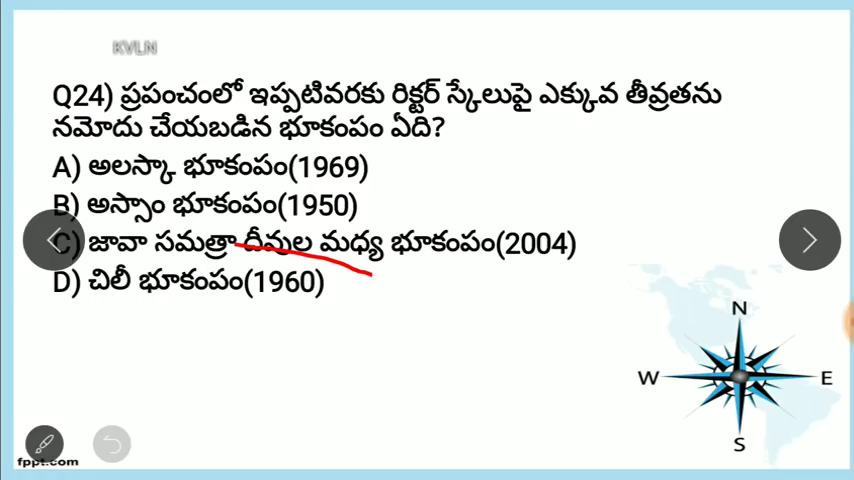 KVLN
Q24) ప్రపంచంలో ఇప్పటివరకు రిక్టర్ స్కేలుపై ఎక్కువ తీవ్రతను
నమోదు చేయబడిన భూకంపం ఏది?
A) అలస్కా భూకంపం(1969)
B) అస్సాం భూకంపం(1950)
C) జావా సమత్రా దీవుల మధ్య భూకంపం(2004)
D) చిలీ భూకంపం(1960)
N
W
E
S
fppt.com